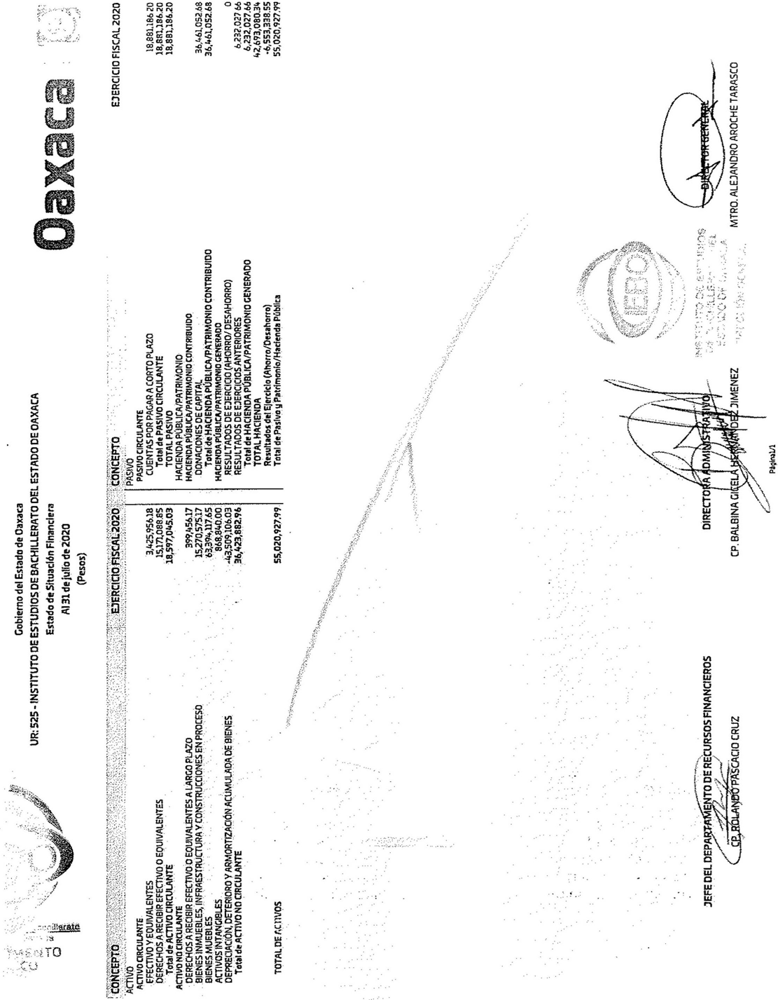 Gobierno del Estado de Oaxaca
UR: 525 - INSTITUTO DE ESTUDIOS DE BACHILLERATO DEL ESTADO DE OAXACA
Estado de Situación Financiera
Al 31 de julio de 2020
(Pesos)
Oaxaca
CONCEPTO EJERCICIO FISCAL 2020 CONCEPTO EJERCICIO FISCAL 2020
ACTIVO
ACTIVO CIRCULANTE
EFECTIVO Y EQUIVALENTES 3,425,956.18
DERECHOS A RECIBIR EFECTIVO O EQUIVALENTES 15,171,088.85
Total de ACTIVO CIRCULANTE 18,597,045.03
ACTIVO NO CIRCULANTE
DERECHOS A RECIBIR EFECTIVO O EQUIVALENTES A LARGO PLAZO 399,456.17
BIENES INMUEBLES, INFRAESTRUCTURA Y CONSTRUCCIONES EN PROCESO 15,270,575.17
BIENES MUEBLES 63,394,117.65
ACTIVOS INTANGIBLES 868,840.00
DEPRECIACIÓN, DETERIORO Y ARMORTIZACIÓN ACUMULADA DE BIENES -43,509,106.03
Total de ACTIVO NO CIRCULANTE 36,423,882.96
TOTAL DE ACTIVOS 55,020,927.99
PASIVO
PASIVO CIRCULANTE
CUENTAS POR PAGAR A CORTO PLAZO 18,881,186.20
Total de PASIVO CIRCULANTE 18,881,186.20
TOTAL PASIVO 18,881,186.20
HACIENDA PÚBLICA/PATRIMONIO
HACIENDA PÚBLICA/PATRIMONIO CONTRIBUIDO
DONACIONES DE CAPITAL 36,461,052.68
Total de HACIENDA PÚBLICA/PATRIMONIO CONTRIBUIDO 36,461,052.68
HACIENDA PÚBLICA/PATRIMONIO GENERADO
RESULTADOS DE EJERCICIO (AHORRO/ DESAHORRO) 0
RESULTADOS DE EJERCICIOS ANTERIORES 6,232,027.66
Total de HACIENDA PÚBLICA/PATRIMONIO GENERADO 6,232,027.66
TOTAL HACIENDA 42,693,080.34
Resultados del Ejercicio (Ahorro/Desahorro) -6,553,338.55
Total de Pasivo y Patrimonio/Hacienda Pública 55,020,927.99
JEFE DEL DEPARTAMENTO DE RECURSOS FINANCIEROS
CP. ROLANDO PASCACIO CRUZ
DIRECTORA ADMINISTRATIVO
CP. BALBINA GICELA HERNANDEZ JIMENEZ
IEBO
INSTITUTO DE ESTUDIOS
DIRECTOR GENERAL
MTRO. ALEJANDRO AROCHE TARASCO
Página1/1